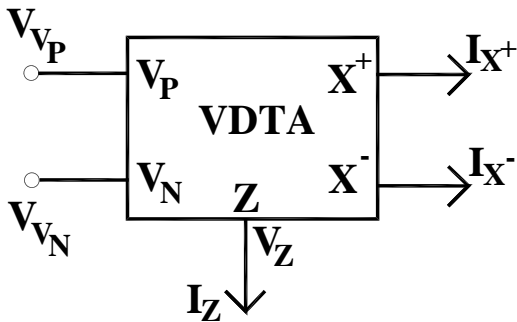 V_{V_P} V_P X^+ I_{X^+}
VDTA
V_{V_N} V_N X^- I_{X^-}
Z
V_Z
I_Z